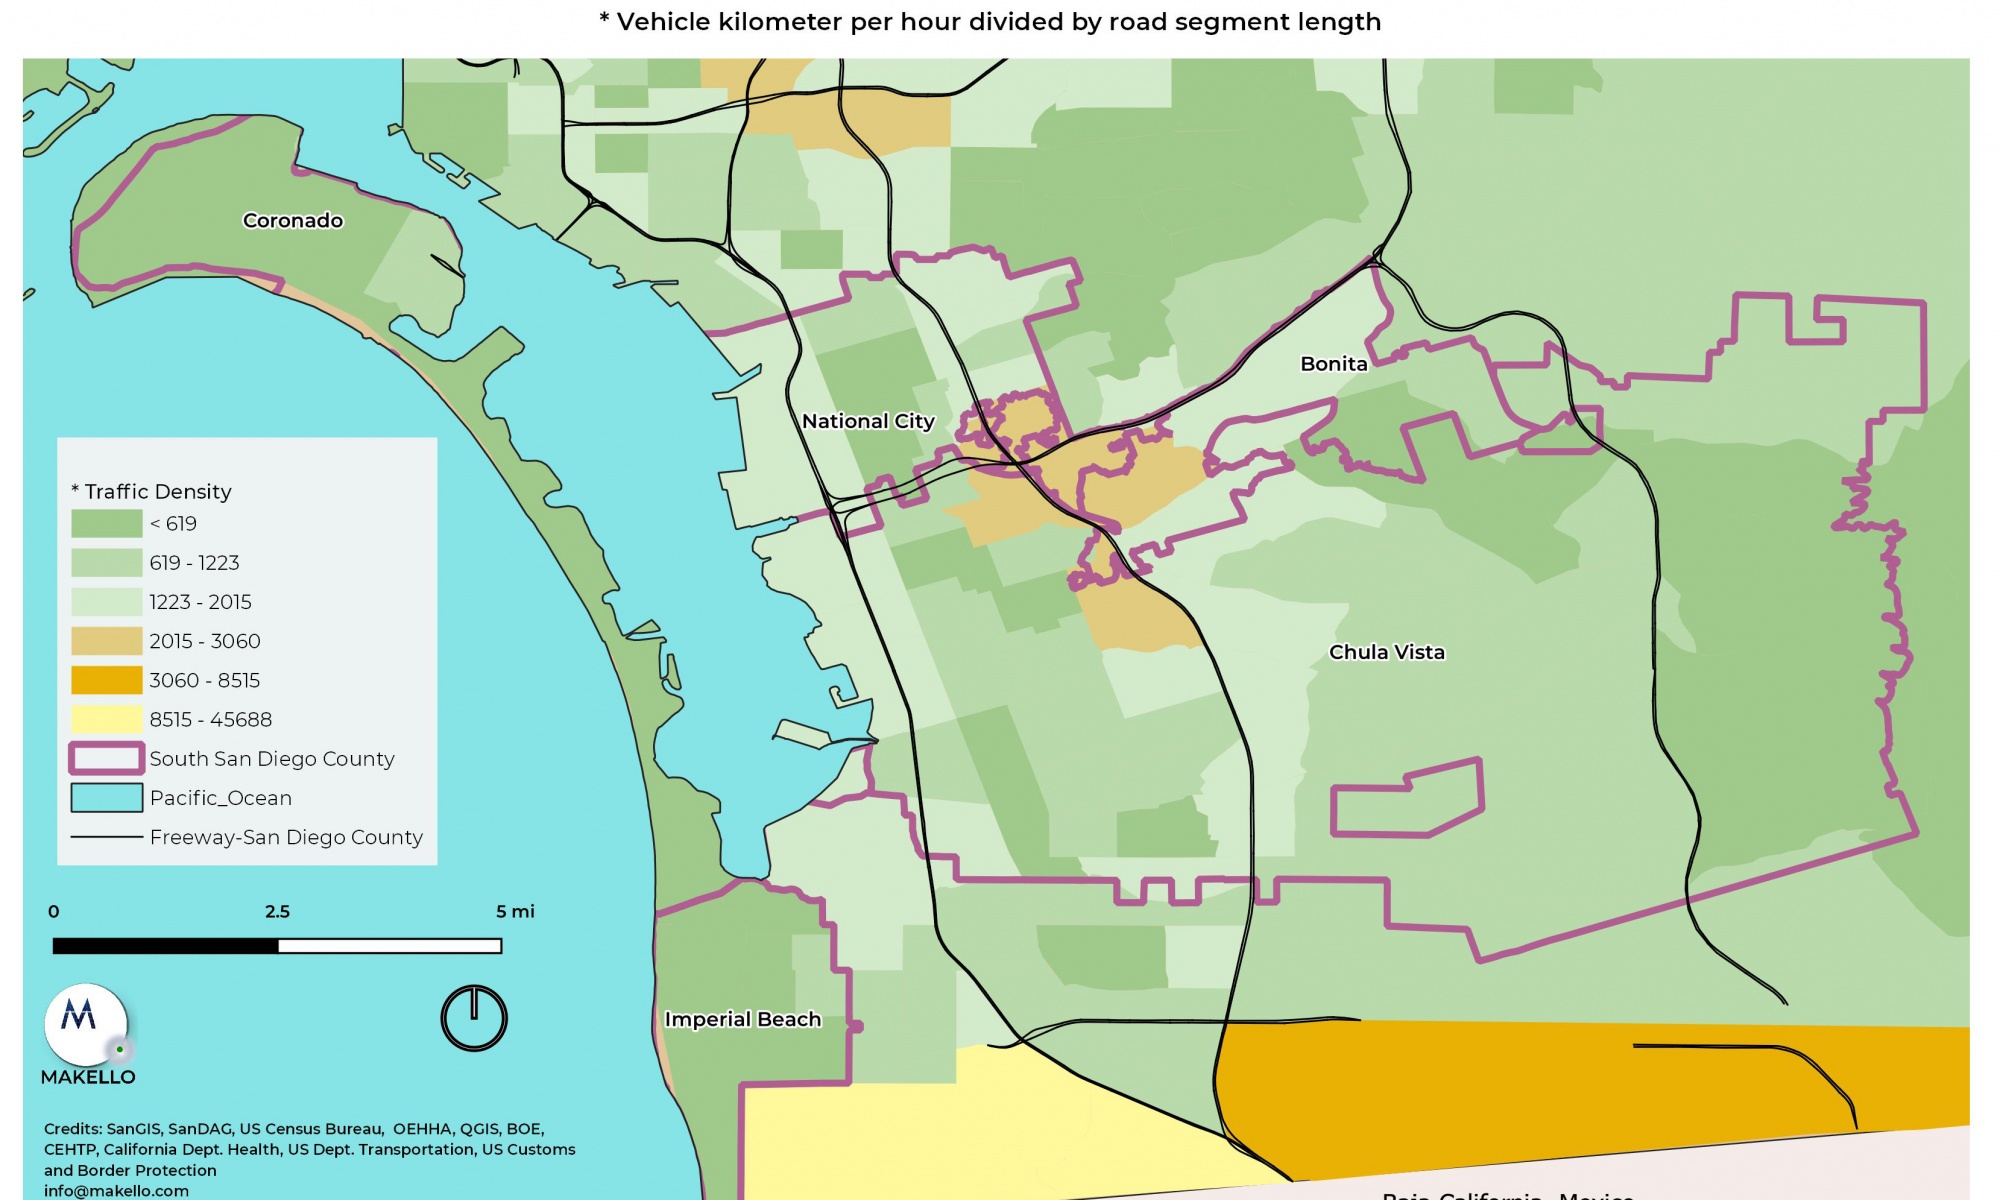 * Vehicle kilometer per hour divided by road segment length
Coronado
Bonita
National City
* Traffic Density
< 619
619 - 1223
1223 - 2015
2015 - 3060
3060 - 8515
8515 - 45688
South San Diego County
Pacific_Ocean
Freeway-San Diego County
Chula Vista
0 2.5 5 mi
Imperial Beach
M
MAKELLO
Credits: SanGIS, SanDAG, US Census Bureau, OEHHA, QGIS, BOE,
CEHTP, California Dept. Health, US Dept. Transportation, US Customs
and Border Protection
info@makello.com
Baja California, Mexico